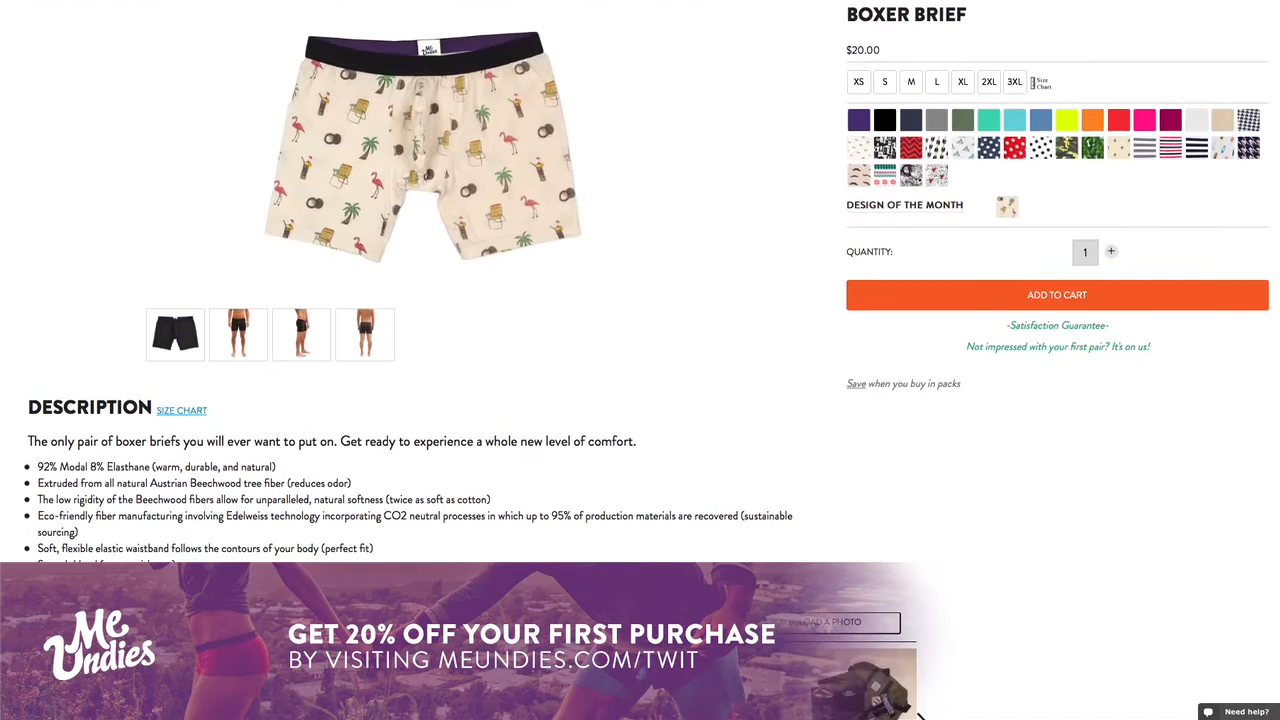 BOXER BRIEF
$20.00
XS S M L XL 2XL 3XL Size Chart
DESIGN OF THE MONTH
QUANTITY: 1 +
ADD TO CART
-Satisfaction Guarantee-
Not impressed with your first pair? It's on us!
Save when you buy in packs
Me Undies
DESCRIPTION SIZE CHART
The only pair of boxer briefs you will ever want to put on. Get ready to experience a whole new level of comfort.
92% Modal 8% Elasthane (warm, durable, and natural)
Extruded from all natural Austrian Beechwood tree fiber (reduces odor)
The low rigidity of the Beechwood fibers allow for unparalleled, natural softness (twice as soft as cotton)
Eco-friendly fiber manufacturing involving Edelweiss technology incorporating CO2 neutral processes in which up to 95% of production materials are recovered (sustainable
sourcing)
Soft, flexible elastic waistband follows the contours of your body (perfect fit)
Me
Undies
GET 20% OFF YOUR FIRST PURCHASE
BY VISITING MEUNDIES.COM/TWIT
A PHOTO
Need help?